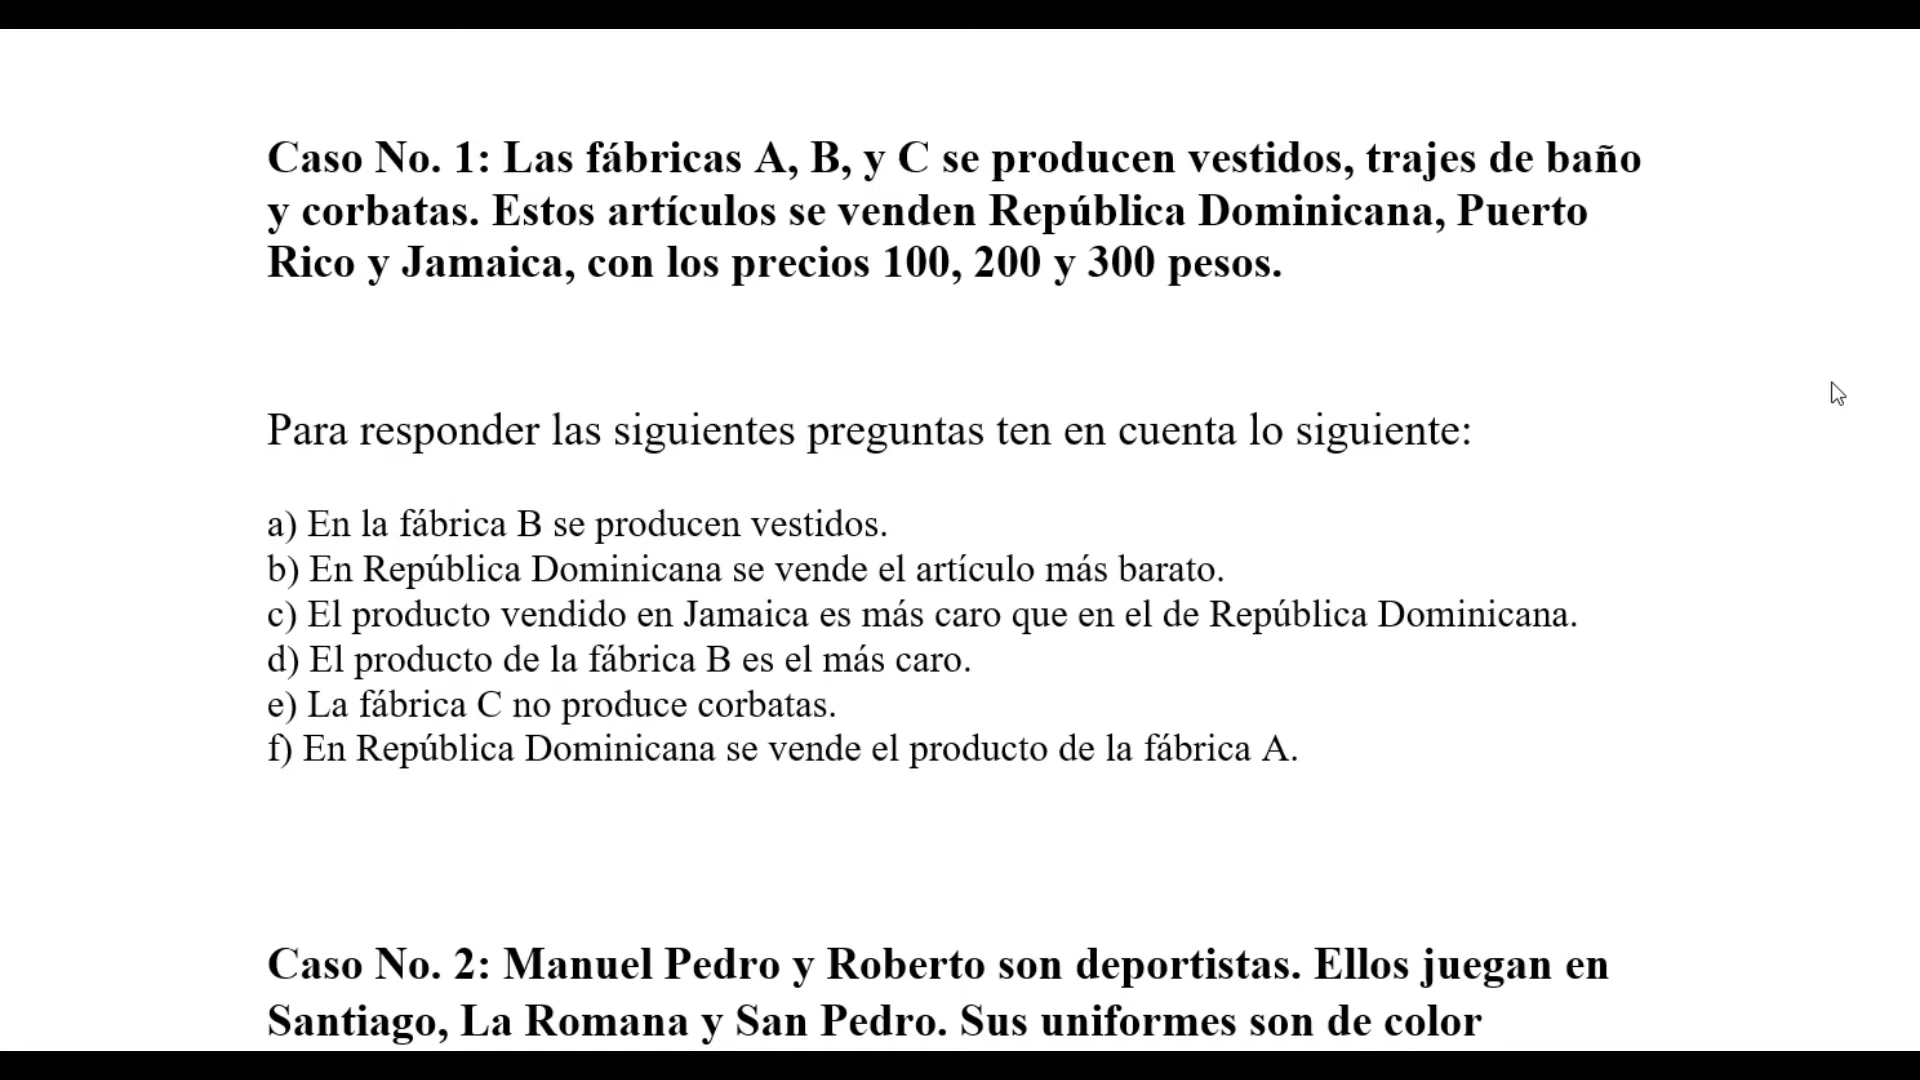 Caso No. 1: Las fábricas A, B, y C se producen vestidos, trajes de baño
y corbatas. Estos artículos se venden República Dominicana, Puerto
Rico y Jamaica, con los precios 100, 200 y 300 pesos.
Para responder las siguientes preguntas ten en cuenta lo siguiente:
a) En la fábrica B se producen vestidos.
b) En República Dominicana se vende el artículo más barato.
c) El producto vendido en Jamaica es más caro que en el de República Dominicana.
d) El producto de la fábrica B es el más caro.
e) La fábrica C no produce corbatas.
f) En República Dominicana se vende el producto de la fábrica A.
Caso No. 2: Manuel Pedro y Roberto son deportistas. Ellos juegan en
Santiago, La Romana y San Pedro. Sus uniformes son de color